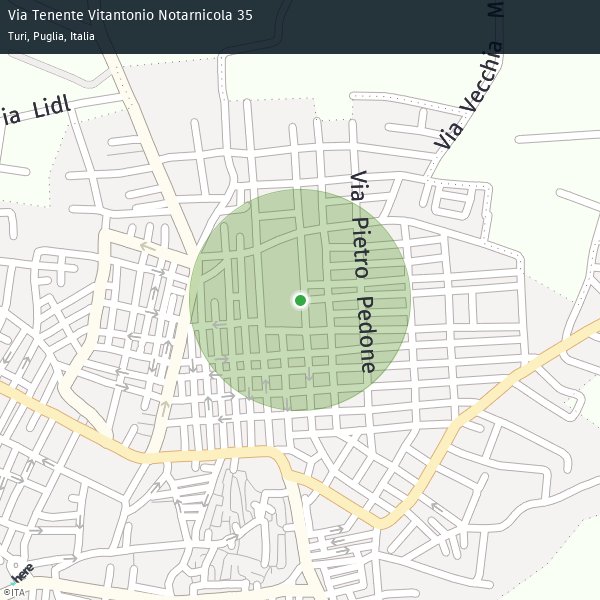 Via Tenente Vitantonio Notarnicola 35
Turi, Puglia, Italia
ia Lidl
Via Vecchia M
Via Pietro Pedone
here
©ITA